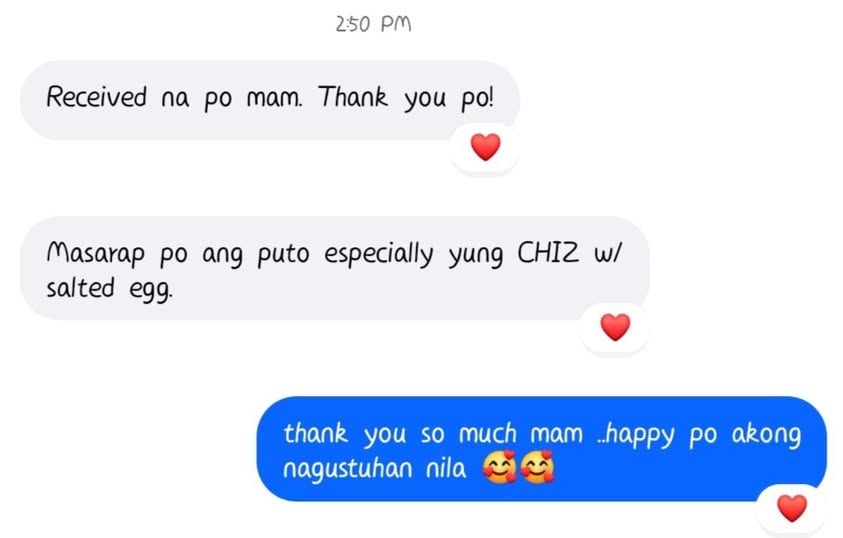 2:50 PM
Received na po mam. Thank you po!
Masarap po ang puto especially yung CHIZ w/
salted egg.
thank you so much mam ..happy po akong
nagustuhan nila 🥰🥰